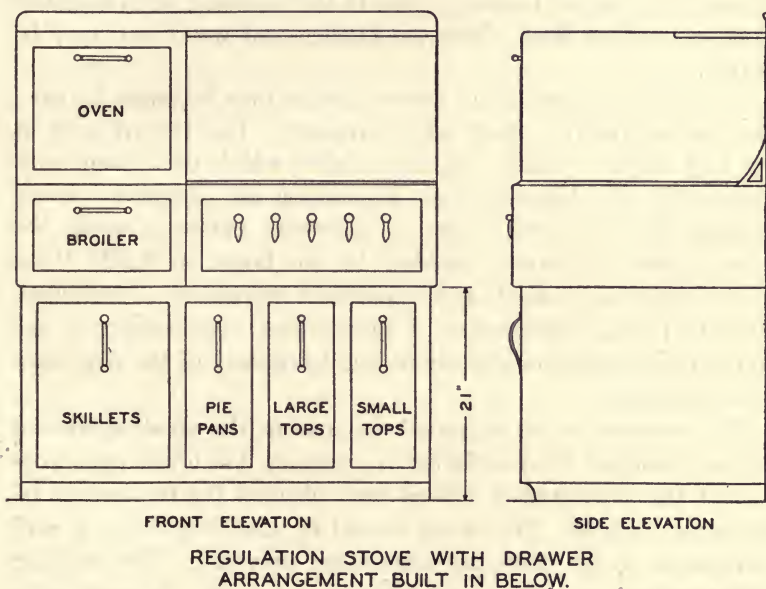 OVEN
BROILER
SKILLETS
PIE
PANS
LARGE
TOPS
SMALL
TOPS
21"
FRONT ELEVATION
SIDE ELEVATION
REGULATION STOVE WITH DRAWER
ARRANGEMENT BUILT IN BELOW.